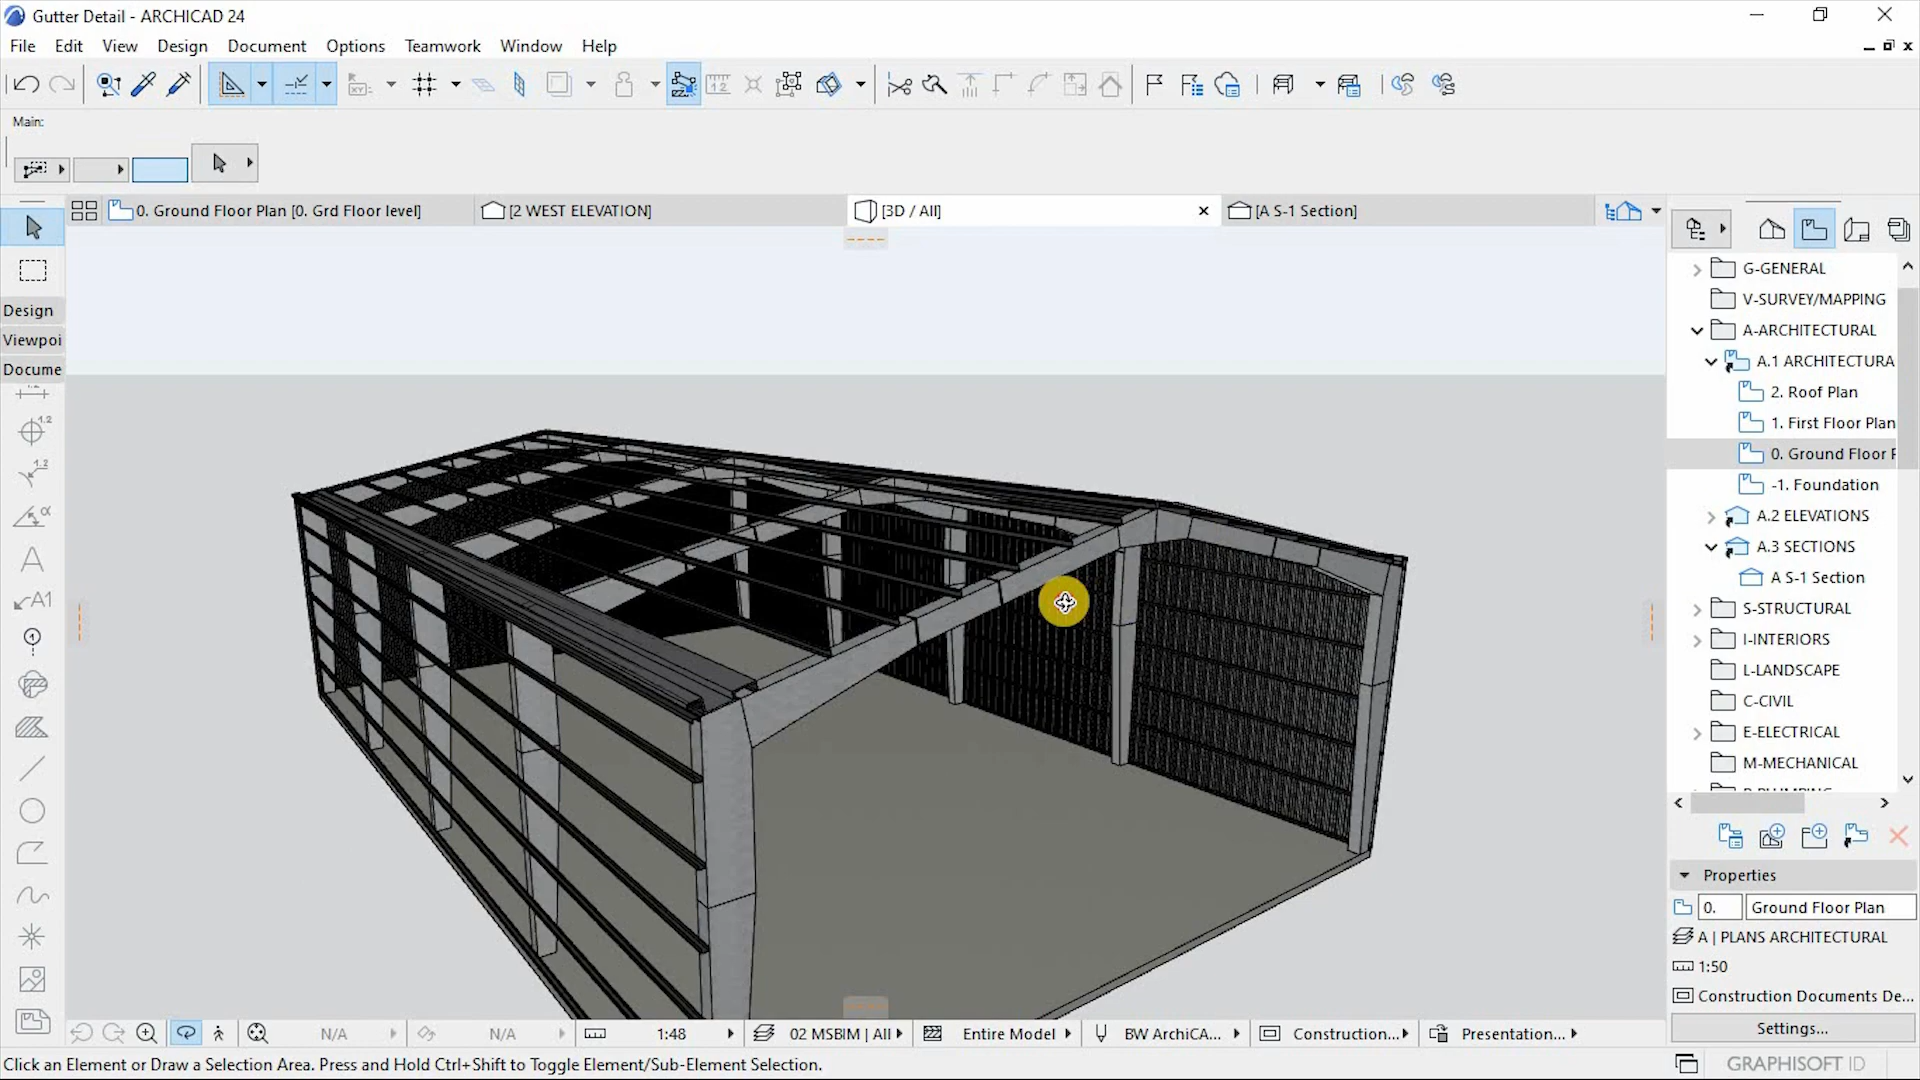 Gutter Detail - ARCHICAD 24
File Edit View Design Document Options Teamwork Window Help
Main:
0. Ground Floor Plan [0. Grd Floor level]
[2 WEST ELEVATION]
[3D / All]
[A S-1 Section]
Design
Viewpoi
Docume
G-GENERAL
V-SURVEY/MAPPING
A-ARCHITECTURAL
A.1 ARCHITECTURA
2. Roof Plan
1. First Floor Plan
0. Ground Floor F
-1. Foundation
A.2 ELEVATIONS
A.3 SECTIONS
A S-1 Section
S-STRUCTURAL
I-INTERIORS
L-LANDSCAPE
C-CIVIL
E-ELECTRICAL
M-MECHANICAL
Properties
0. Ground Floor Plan
A | PLANS ARCHITECTURAL
1:50
Construction Documents De...
Settings...
N/A N/A 1:48 02 MSBIM | All Entire Model BW ArchiCA... Construction... Presentation...
Click an Element or Draw a Selection Area. Press and Hold Ctrl+Shift to Toggle Element/Sub-Element Selection.
GRAPHISOFT ID